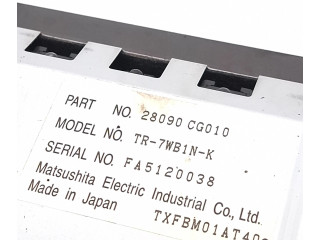 PART NO. 28090 CG010
MODEL NO. TR-7WB1N-K
SERIAL NO. FA5120038
Matsushita Electric Industrial Co., Ltd.
Made in Japan TXFBM01AT400